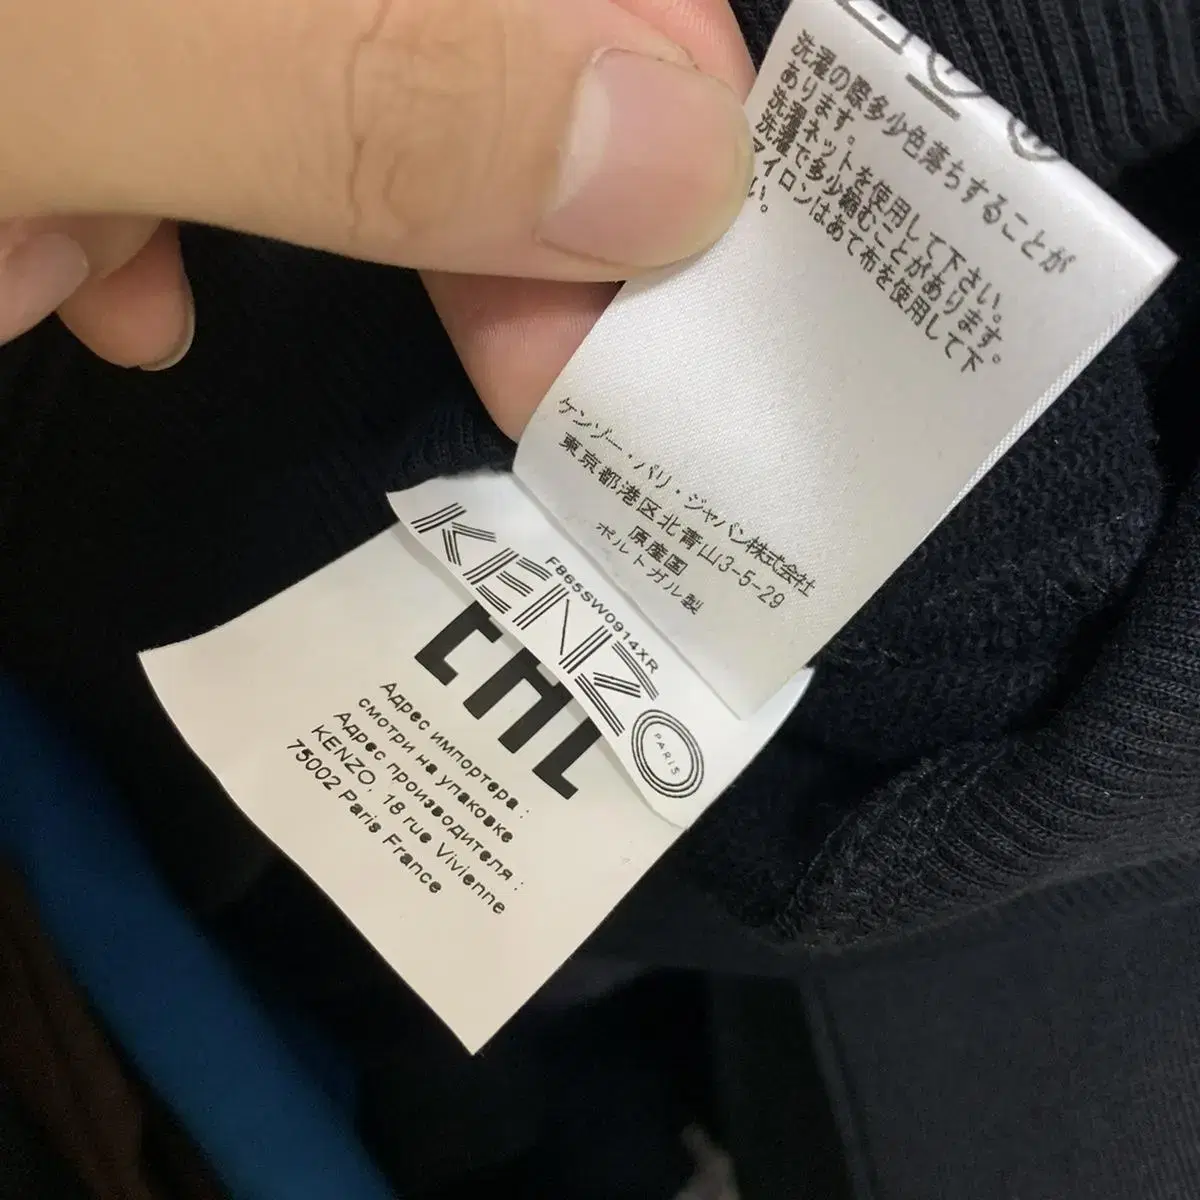 洗濯の際多少色落ちすることが
あります。
洗濯ネットを使用して下さい。
洗濯で多少縮むことがあります。
アイロンはあて布を使用して下
い。
ケンゾー・パリ・ジャパン株式会社
東京都港区北青山3-5-29
原産国
ポルトガル製
KENZO
PARIS
F865SW0914XR
Адрес импортера :
смотри на упаковке
Адрес производителя :
KENZO, 18 rue Vivienne
75002 Paris France